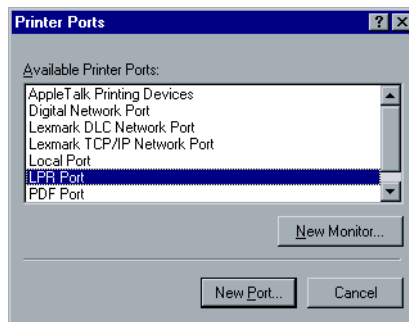 Printer Ports
Available Printer Ports:
AppleTalk Printing Devices
Digital Network Port
Lexmark DLC Network Port
Lexmark TCP/IP Network Port
Local Port
LPR Port
PDF Port
New Monitor...
New Port...
Cancel